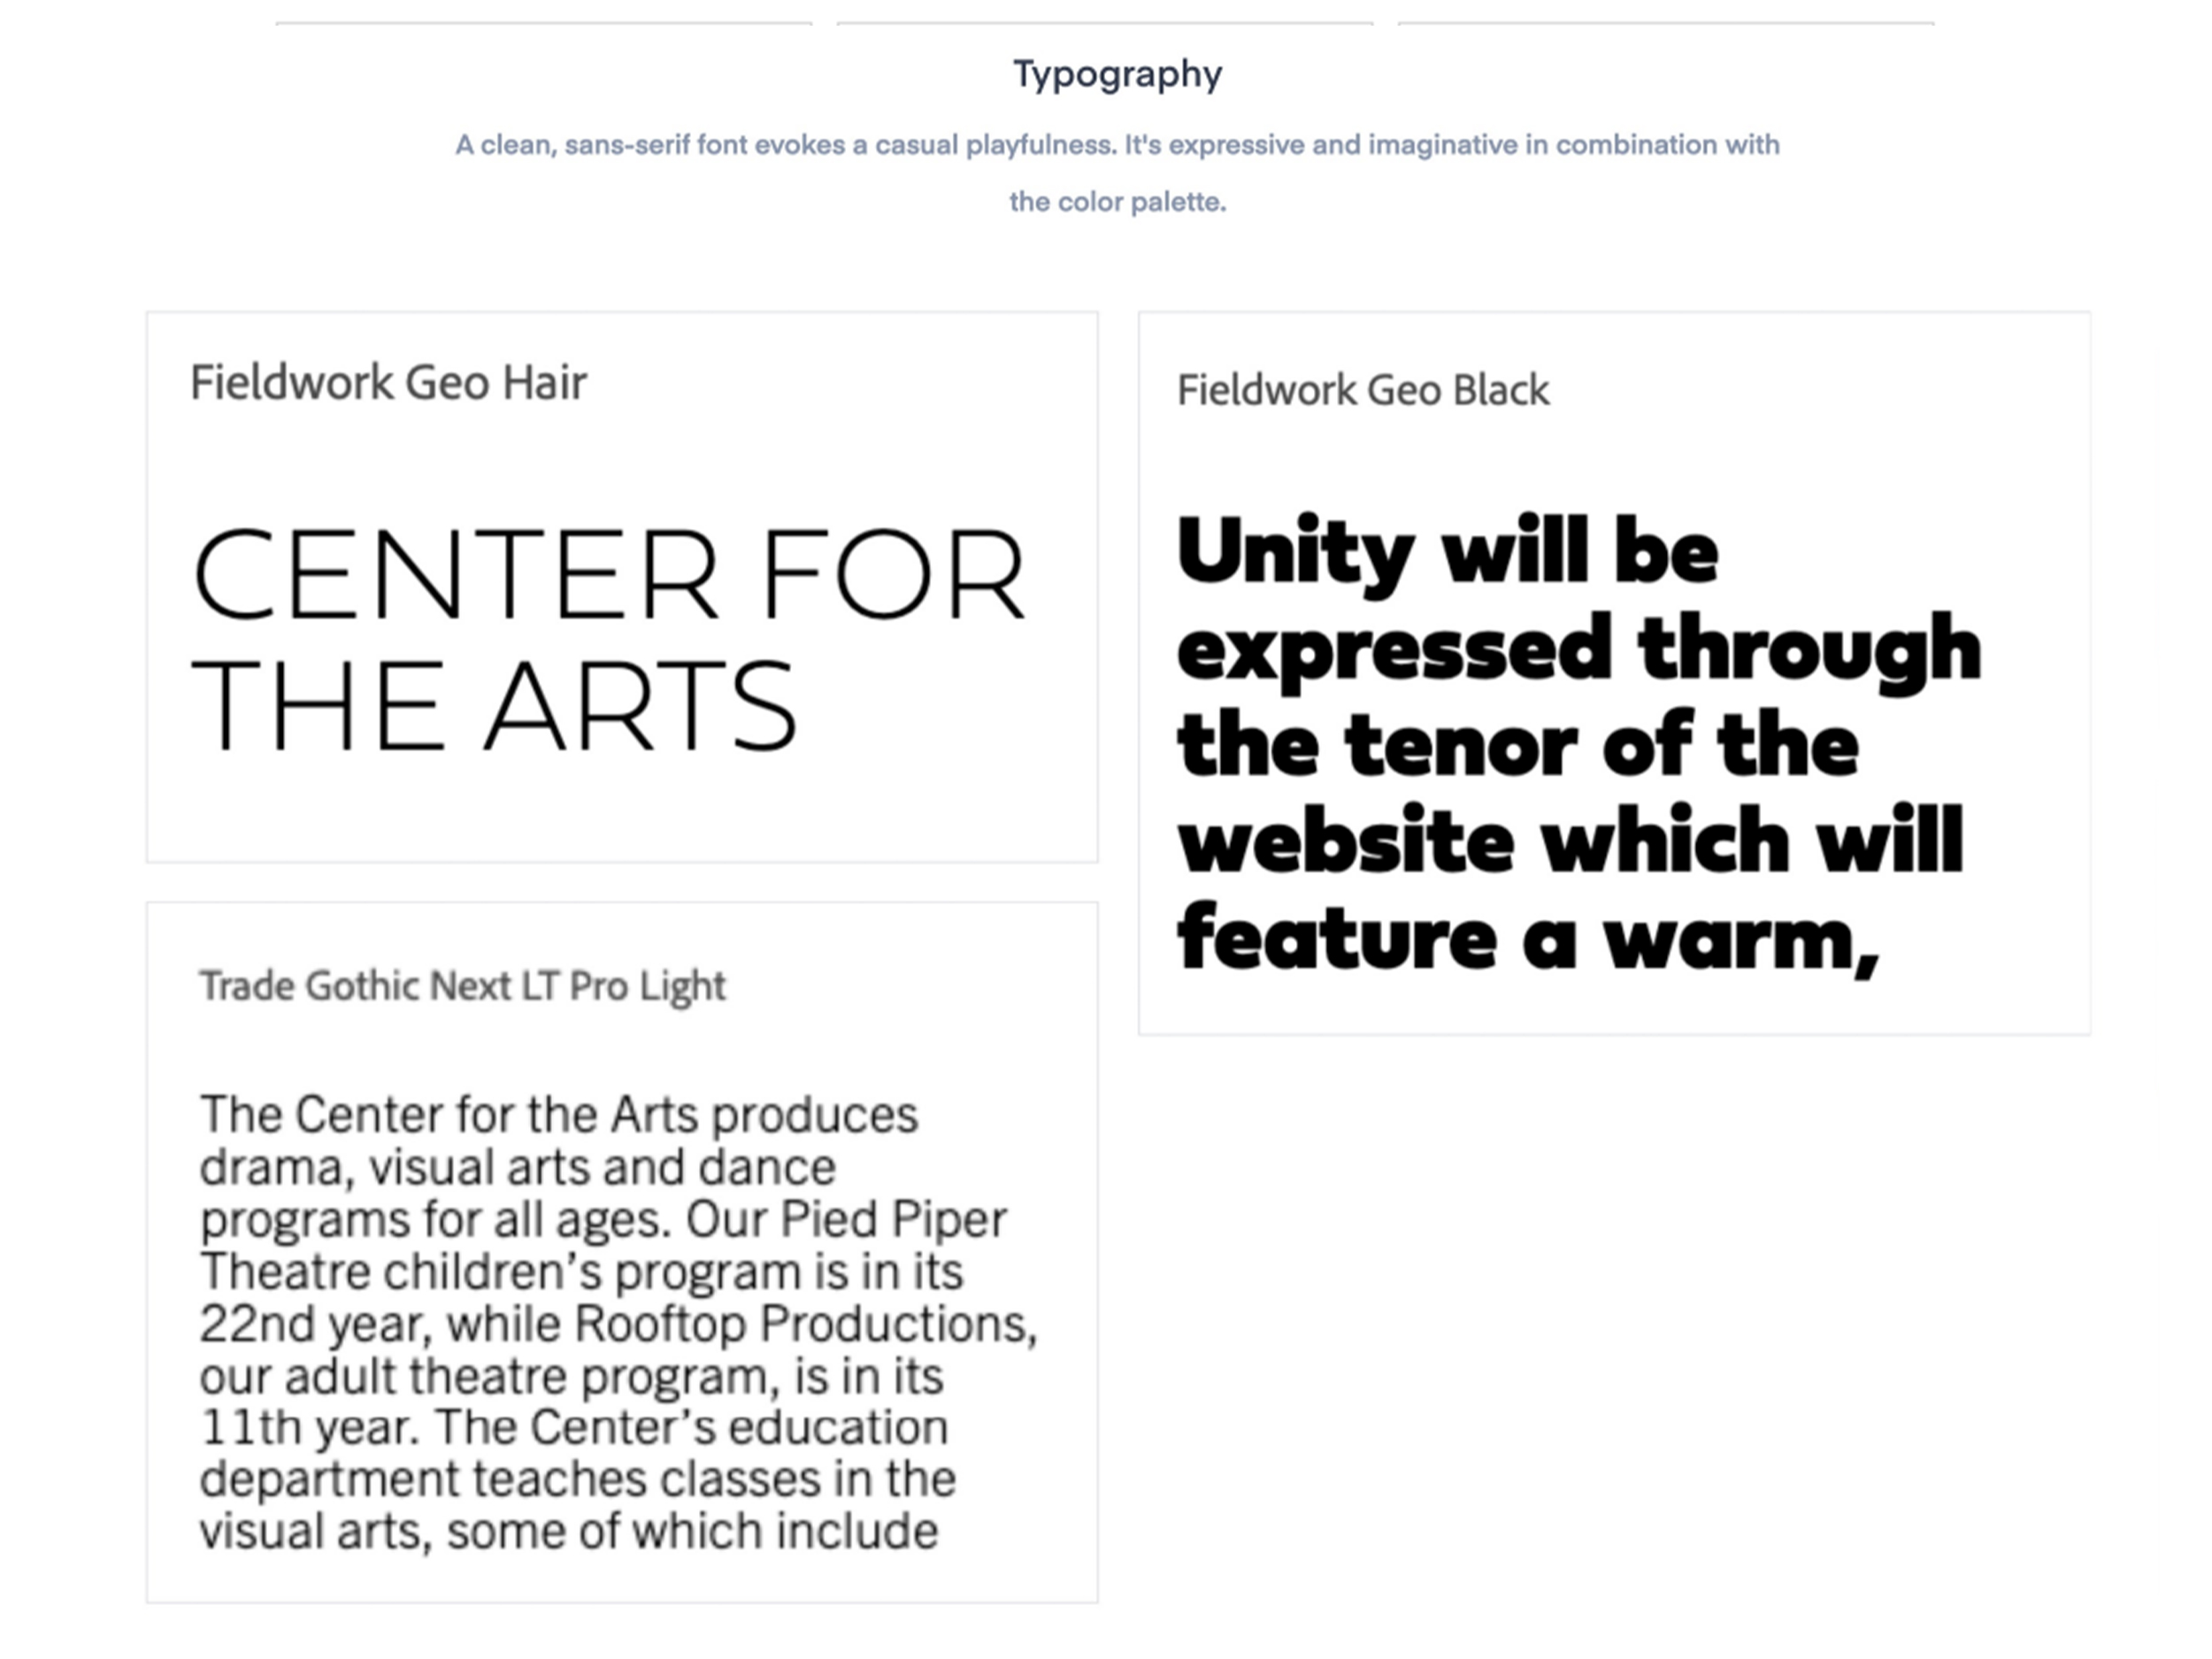 Typography
A clean, sans-serif font evokes a casual playfulness. It's expressive and imaginative in combination with
the color palette.
Fieldwork Geo Hair
CENTER FOR
THE ARTS
Fieldwork Geo Black
Unity will be
expressed through
the tenor of the
website which will
feature a warm,
Trade Gothic Next LT Pro Light
The Center for the Arts produces
drama, visual arts and dance
programs for all ages. Our Pied Piper
Theatre children’s program is in its
22nd year, while Rooftop Productions,
our adult theatre program, is in its
11th year. The Center’s education
department teaches classes in the
visual arts, some of which include